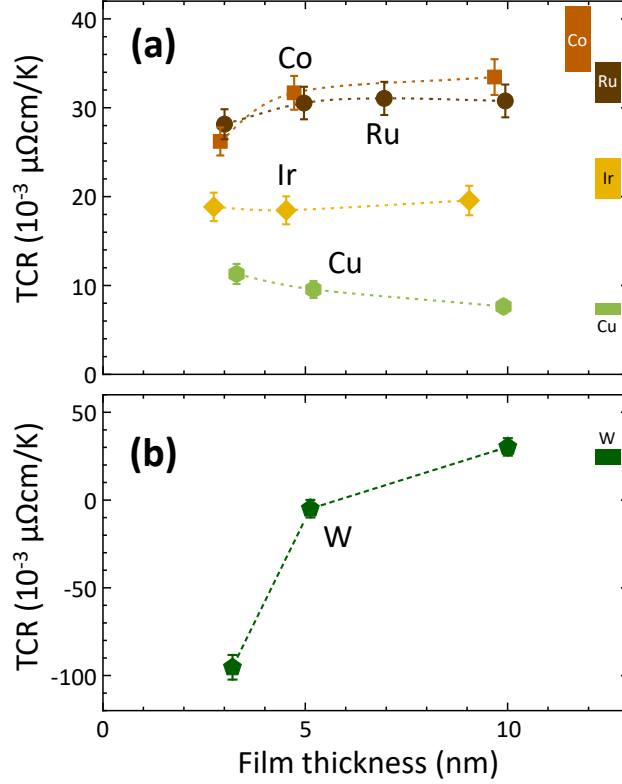 (a)
TCR (10⁻³ μΩcm/K)
40
30
20
10
0
Co
Ru
Ir
Cu
Co
Ru
Ir
Cu
(b)
TCR (10⁻³ μΩcm/K)
50
0
-50
-100
W
W
0 5 10
Film thickness (nm)